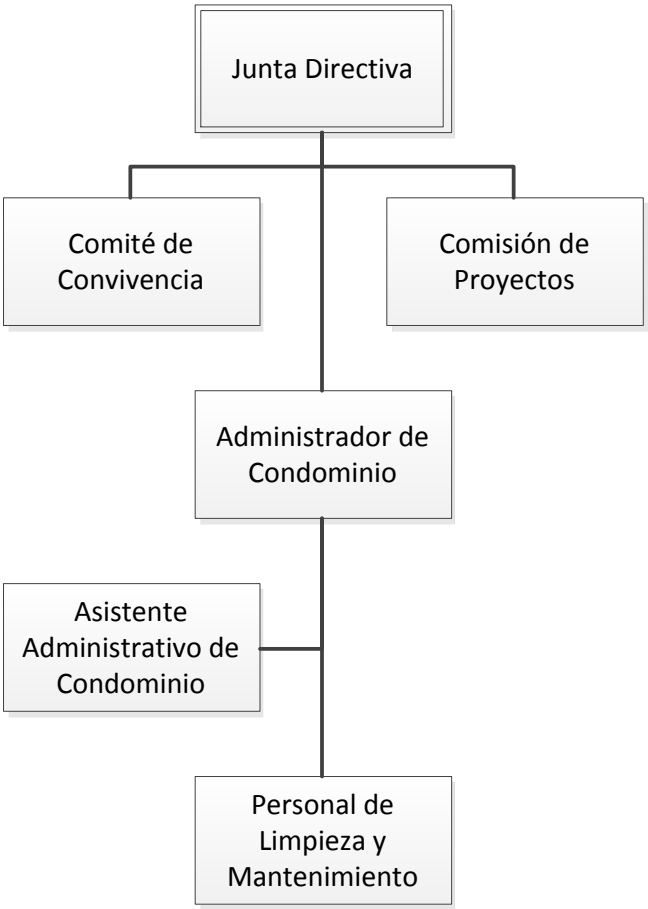 Junta Directiva
Comité de
Convivencia
Comisión de
Proyectos
Administrador de
Condominio
Asistente
Administrativo de
Condominio
Personal de
Limpieza y
Mantenimiento